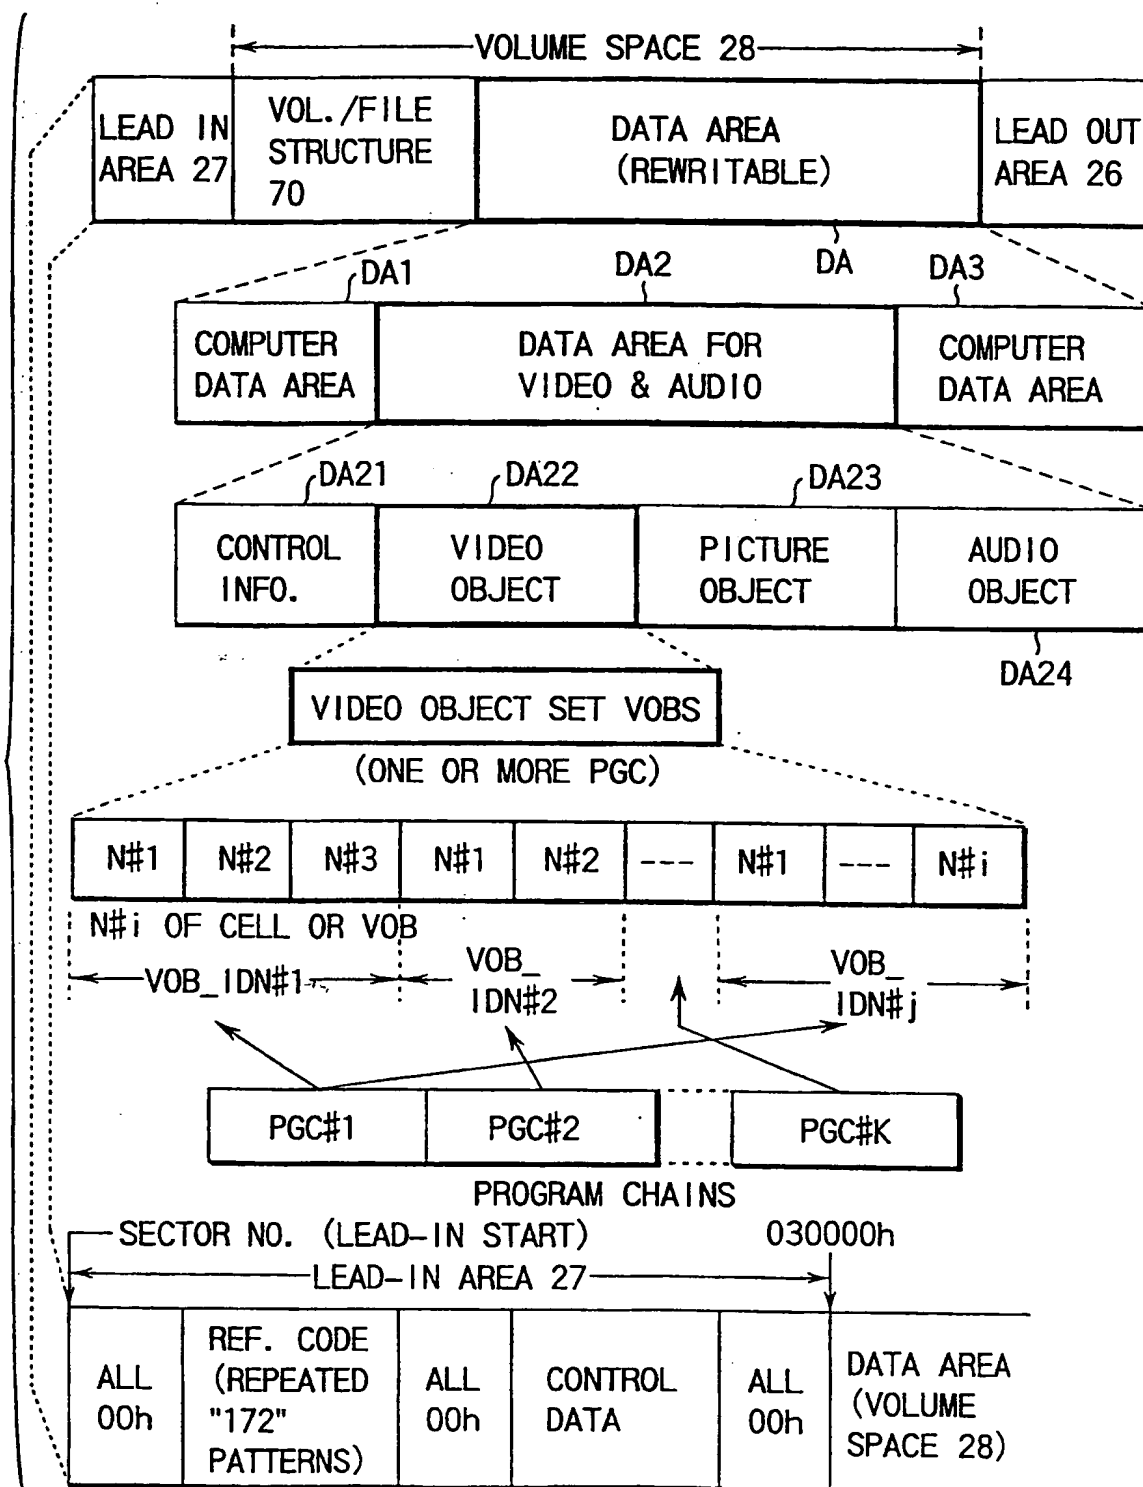 VOLUME SPACE 28
LEAD IN
AREA 27
VOL./FILE
STRUCTURE
70
DATA AREA
(REWRITABLE)
LEAD OUT
AREA 26
DA
DA1
DA2
DA3
COMPUTER
DATA AREA
DATA AREA FOR
VIDEO & AUDIO
COMPUTER
DATA AREA
DA21
DA22
DA23
CONTROL
INFO.
VIDEO
OBJECT
PICTURE
OBJECT
AUDIO
OBJECT
DA24
VIDEO OBJECT SET VOBS
(ONE OR MORE PGC)
N#1 N#2 N#3 N#1 N#2 --- N#1 --- N#i
N#i OF CELL OR VOB
VOB_IDN#1
VOB_
IDN#2
VOB_
IDN#j
PGC#1 PGC#2 PGC#K
PROGRAM CHAINS
SECTOR NO. (LEAD-IN START) 030000h
LEAD-IN AREA 27
ALL
00h
REF. CODE
(REPEATED
"172"
PATTERNS)
ALL
00h
CONTROL
DATA
ALL
00h
DATA AREA
(VOLUME
SPACE 28)